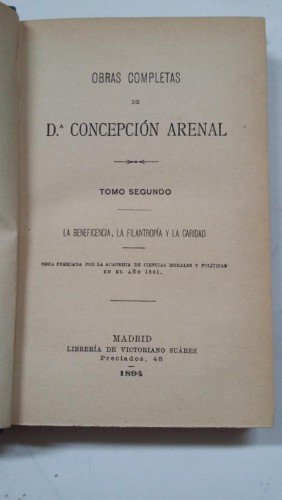 OBRAS COMPLETAS
DE
D.ª CONCEPCIÓN ARENAL
TOMO SEGUNDO
LA BENEFICENCIA, LA FILANTROPÍA Y LA CARIDAD
OBRA PREMIADA POR LA ACADEMIA DE CIENCIAS MORALES Y POLÍTICAS
EN EL AÑO 1861.
MADRID
LIBRERÍA DE VICTORIANO SUÁREZ
Preciados, 48
1894